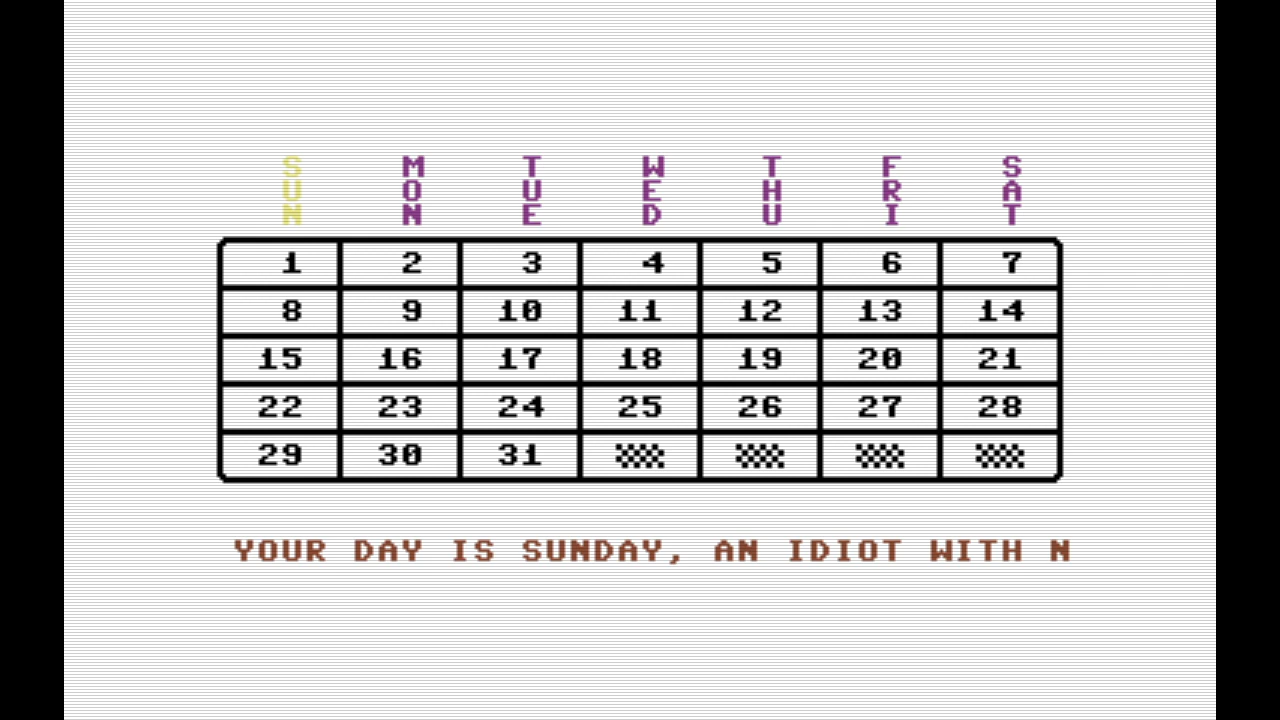 SUN MON TUE WED THU FRI SAT
1 2 3 4 5 6 7
8 9 10 11 12 13 14
15 16 17 18 19 20 21
22 23 24 25 26 27 28
29 30 31
YOUR DAY IS SUNDAY, AN IDIOT WITH N